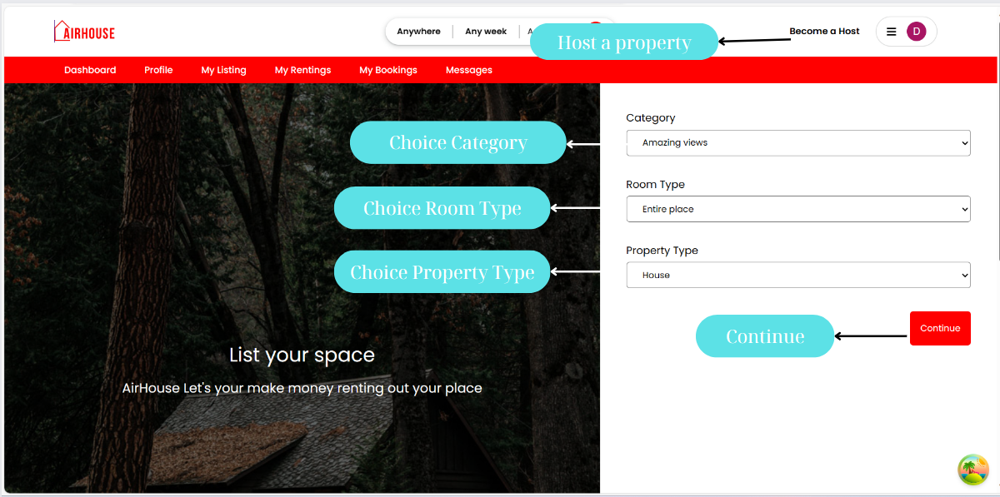 AIRHOUSE
Anywhere
Any week
A
Host a property
Become a Host
D
Dashboard
Profile
My Listing
My Rentings
My Bookings
Messages
Category
Choice Category
Amazing views
Room Type
Choice Room Type
Entire place
Property Type
Choice Property Type
House
Continue
Continue
List your space
AirHouse Let's your make money renting out your place